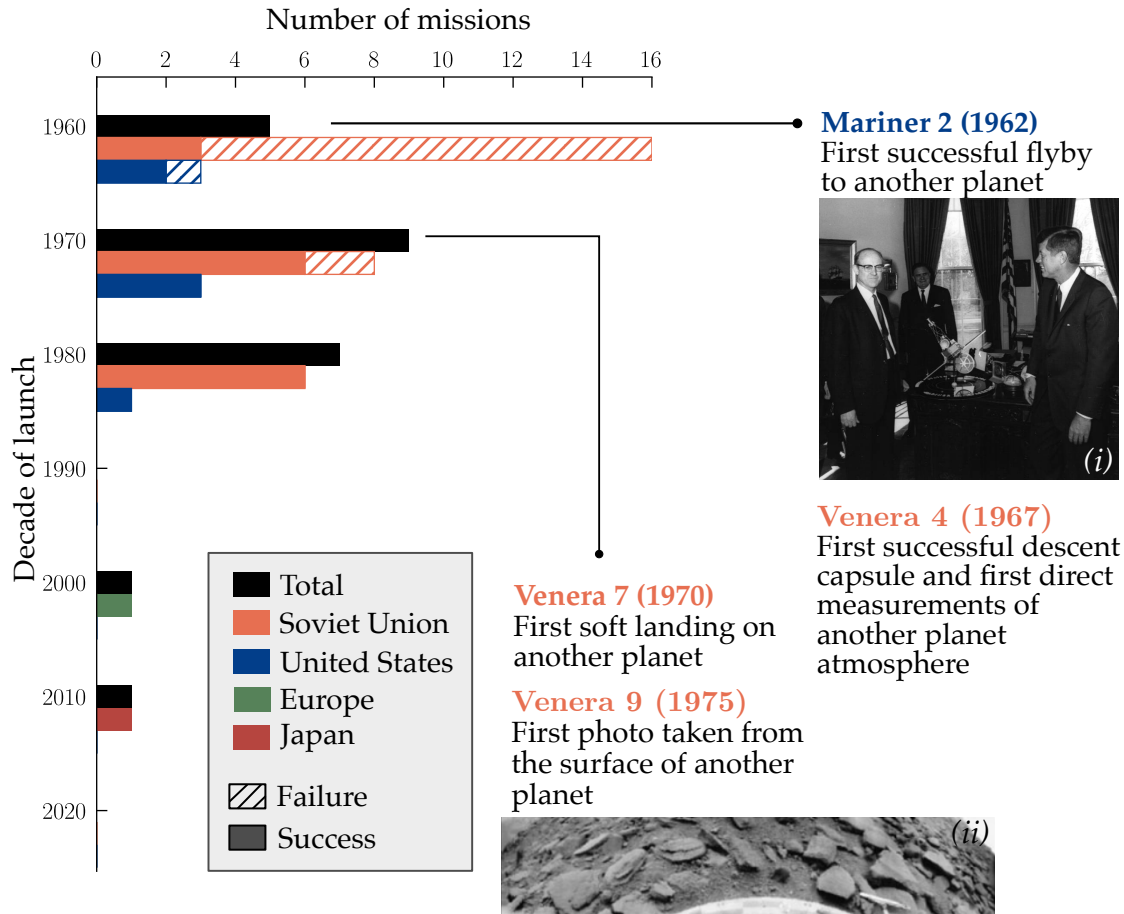 Number of missions
0 2 4 6 8 10 12 14 16
Decade of launch
1960
1970
1980
1990
2000
2010
2020
Mariner 2 (1962)
First successful flyby
to another planet
(i)
Venera 4 (1967)
First successful descent
capsule and first direct
measurements of
another planet
atmosphere
Venera 7 (1970)
First soft landing on
another planet
Venera 9 (1975)
First photo taken from
the surface of another
planet
(ii)
Total
Soviet Union
United States
Europe
Japan
Failure
Success